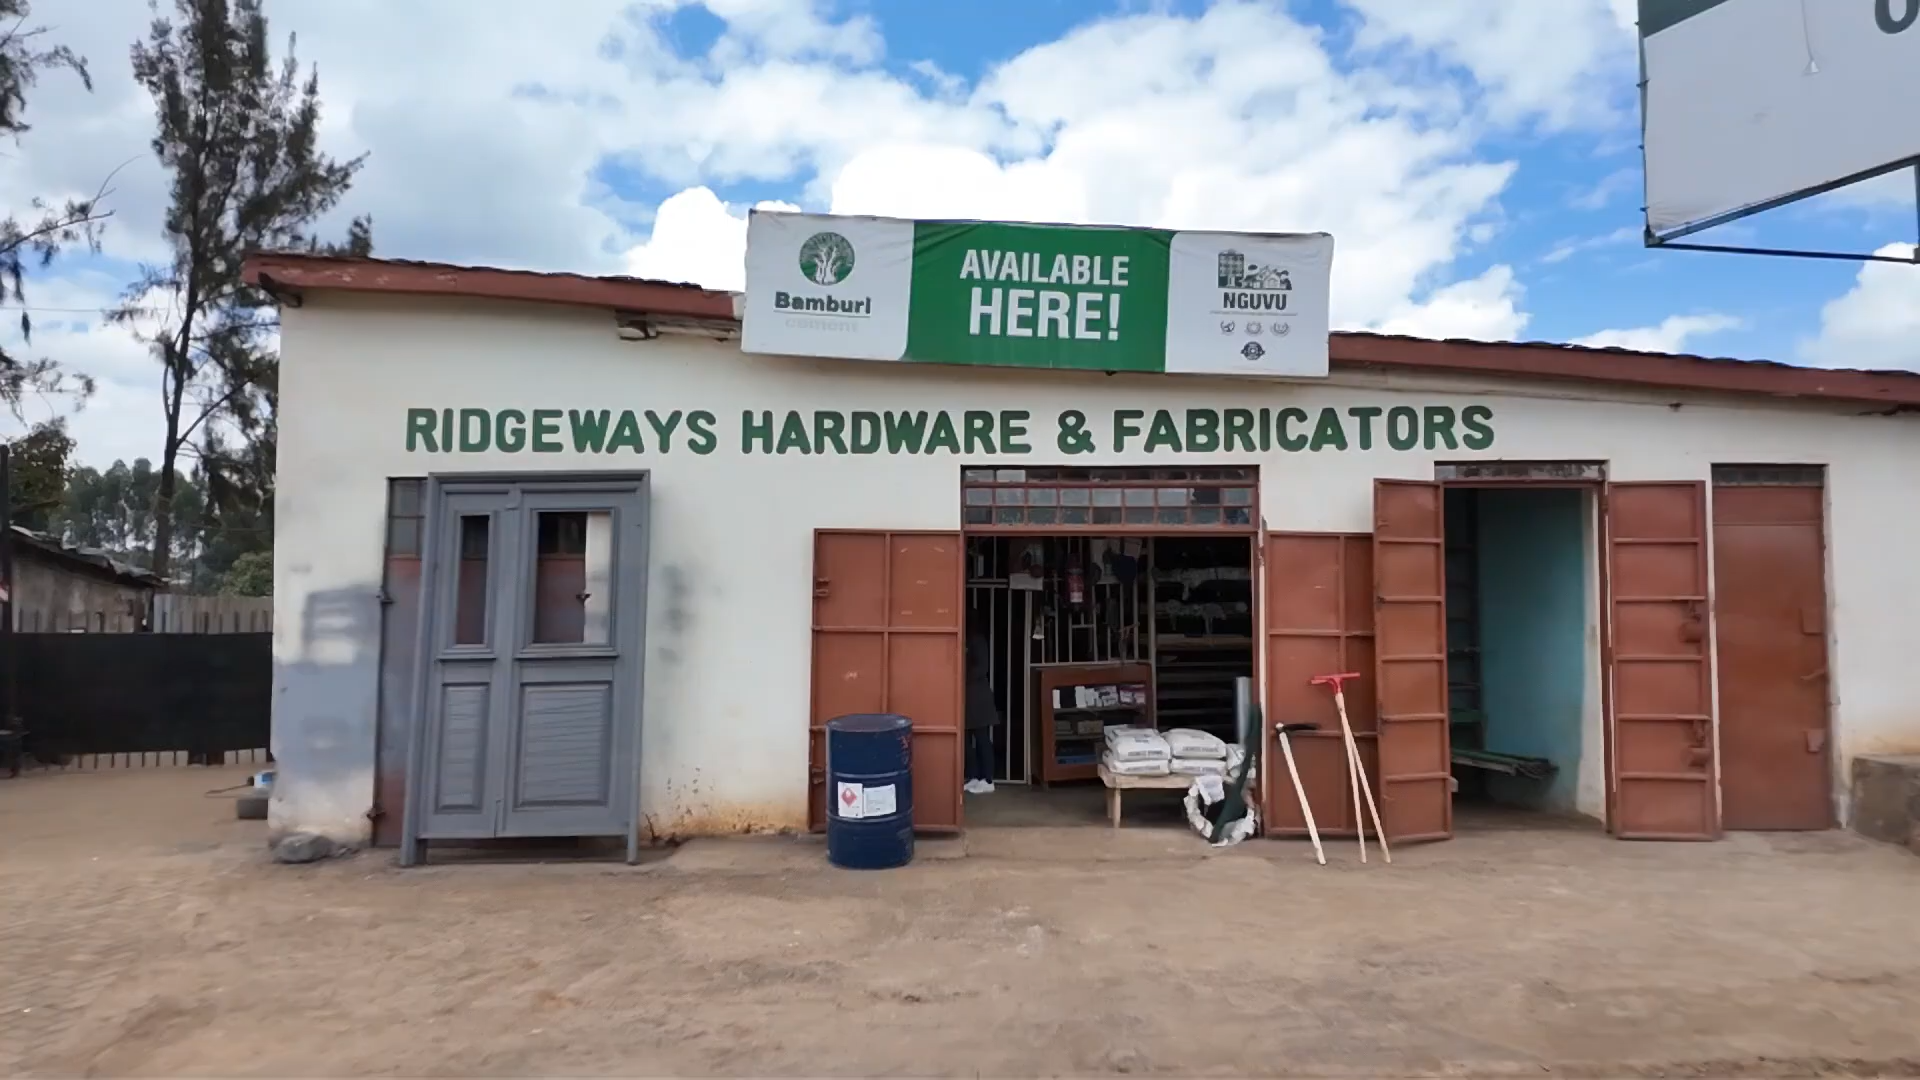 Bamburi
cement
AVAILABLE
HERE!
NGUVU
RIDGEWAYS HARDWARE & FABRICATORS